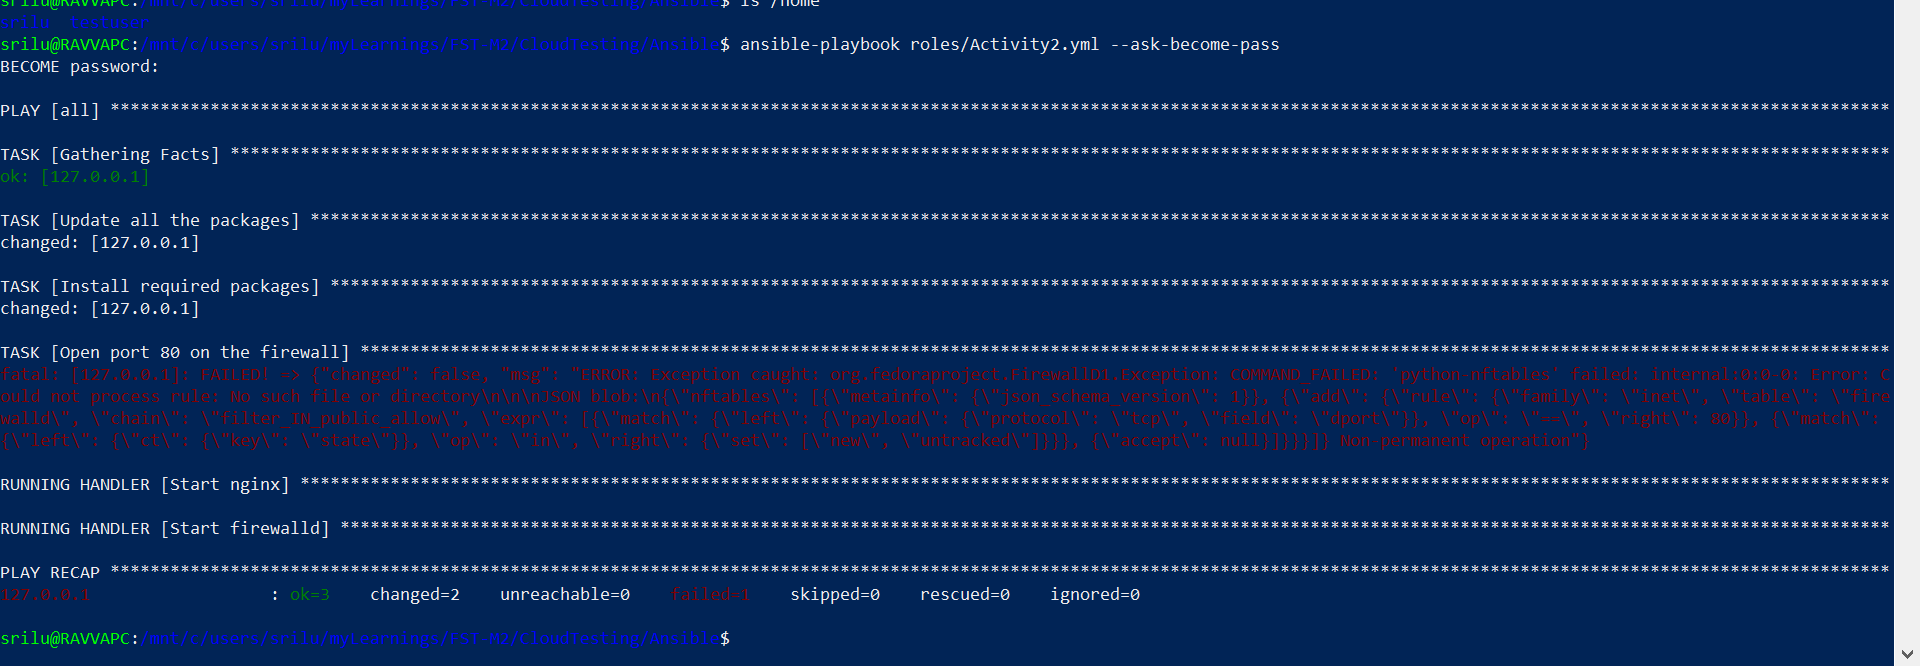 srilu@RAVVAPC:/mnt/c/users/srilu/myLearnings/FST M2/CloudTesting/Ansible$ ls /home
srilu testuser
srilu@RAVVAPC:/mnt/c/users/srilu/myLearnings/FST M2/CloudTesting/Ansible$ ansible-playbook roles/Activity2.yml --ask-become-pass
BECOME password:
PLAY [all] ***********************************************************************************************************************************************************************************
TASK [Gathering Facts] ***********************************************************************************************************************************************************************
ok: [127.0.0.1]
TASK [Update all the packages] ***************************************************************************************************************************************************************
changed: [127.0.0.1]
TASK [Install required packages] *************************************************************************************************************************************************************
changed: [127.0.0.1]
TASK [Open port 80 on the firewall] **********************************************************************************************************************************************************
fatal: [127.0.0.1]: FAILED! => {"changed": false, "msg": "ERROR: Exception caught: org.fedoraproject.FirewallD1.Exception: COMMAND_FAILED: 'python-nftables' failed: internal:0:0-0: Error: C
ould not process rule: No such file or directory\n\n\nJSON blob:\n{\"nftables\": [{\"metainfo\": {\"json_schema_version\": 1}}, {\"add\": {\"rule\": {\"family\": \"inet\", \"table\": \"fire
walld\", \"chain\": \"filter_IN_public_allow\", \"expr\": [{\"match\": {\"left\": {\"payload\": {\"protocol\": \"tcp\", \"field\": \"dport\"}}, \"op\": \"==\", \"right\": 80}}, {\"match\":
{\"left\": {\"ct\": {\"key\": \"state\"}}, \"op\": \"in\", \"right\": {\"set\": [\"new\", \"untracked\"]}}}, {\"accept\": null}]}}}]} Non-permanent operation"}
RUNNING HANDLER [Start nginx] ****************************************************************************************************************************************************************
RUNNING HANDLER [Start firewalld] ************************************************************************************************************************************************************
PLAY RECAP ***********************************************************************************************************************************************************************************
127.0.0.1 : ok=3 changed=2 unreachable=0 failed=1 skipped=0 rescued=0 ignored=0
srilu@RAVVAPC:/mnt/c/users/srilu/myLearnings/FST M2/CloudTesting/Ansible$